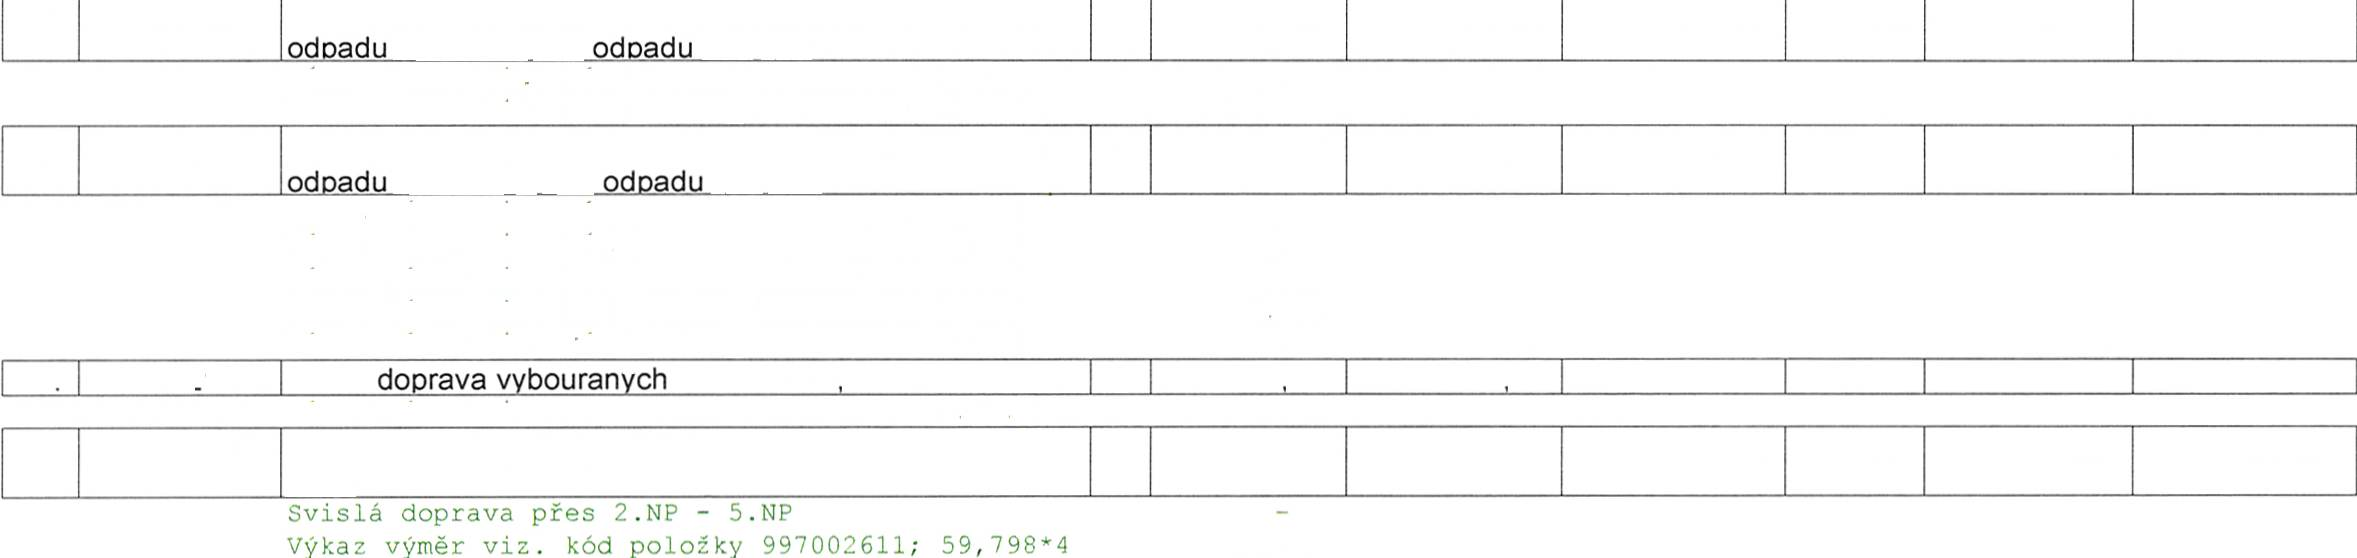 odpadu odpadu
odpadu odpadu
doprava vybouranych
Svislá doprava přes 2.NP - 5.NP
Výkaz výměr viz. kód položky 997002611; 59,798*4